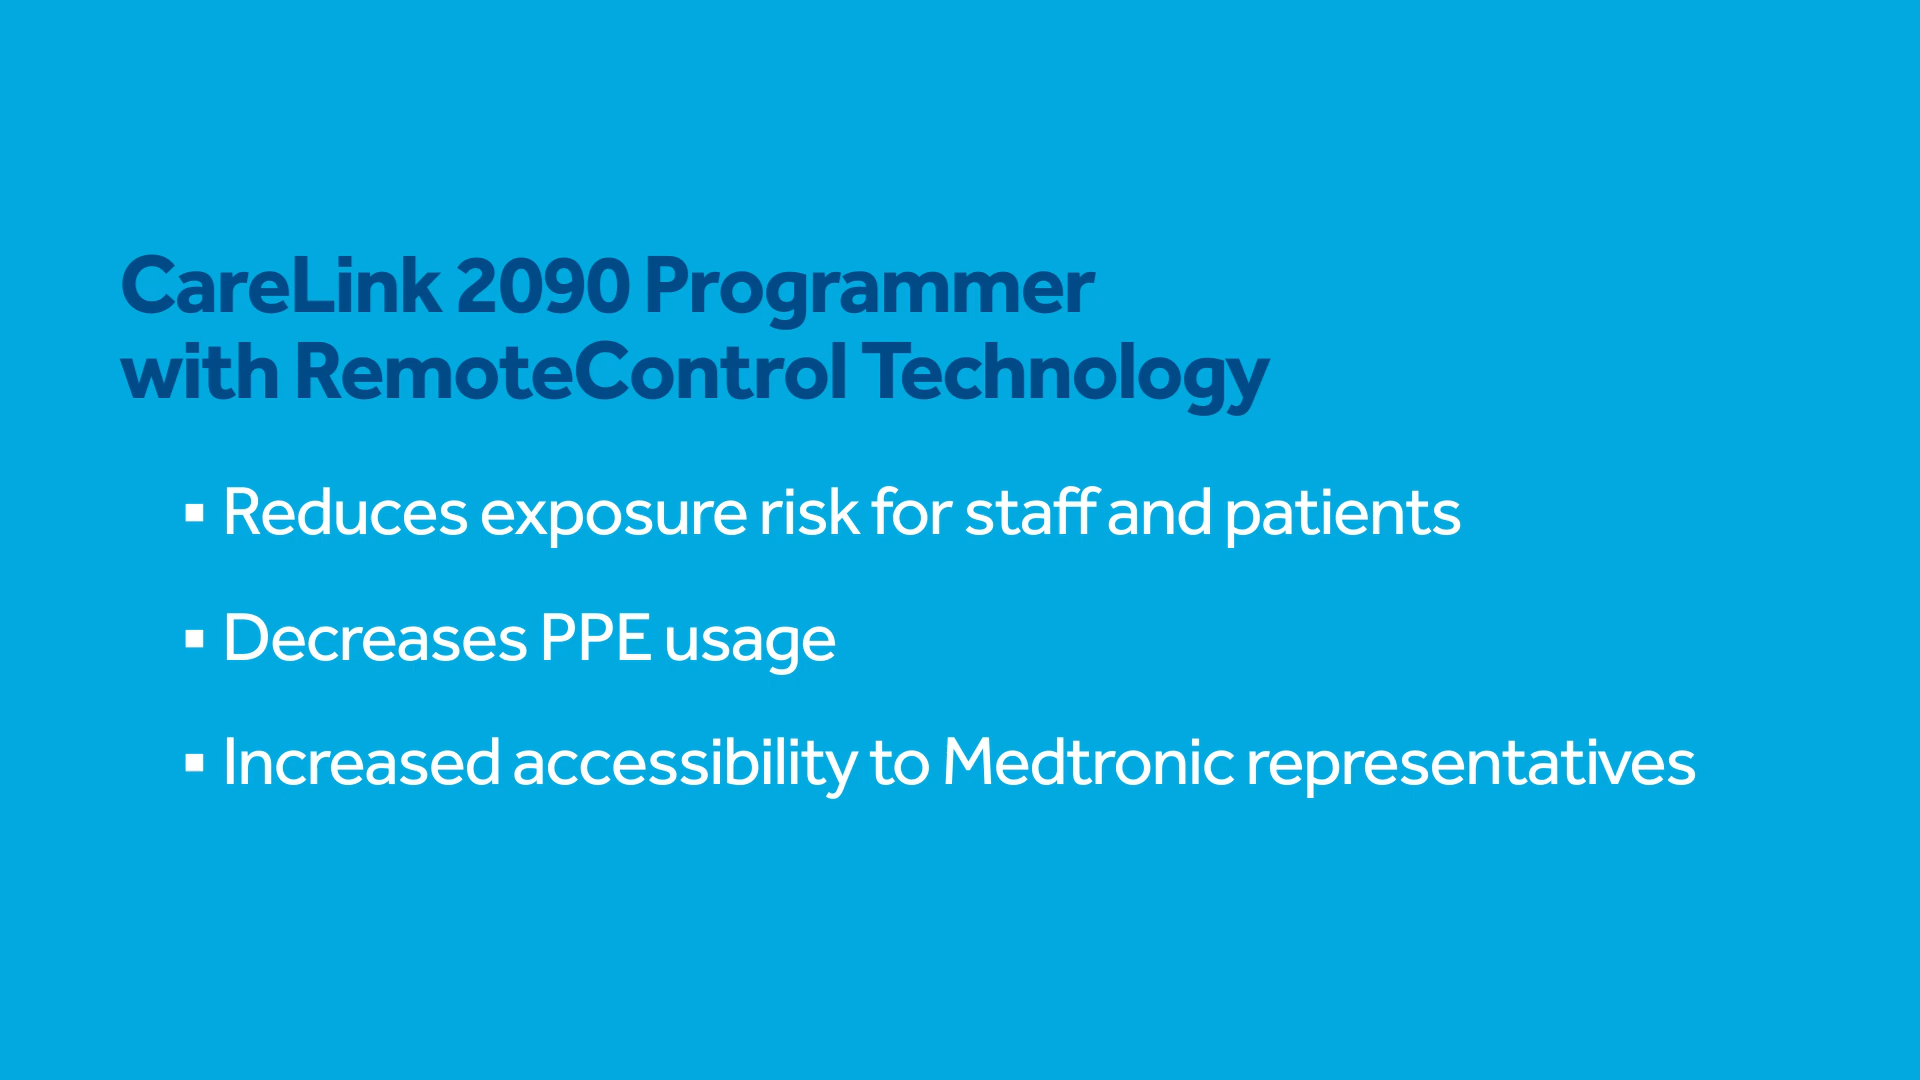 CareLink 2090 Programmer
with RemoteControl Technology
▪ Reduces exposure risk for staff and patients
▪ Decreases PPE usage
▪ Increased accessibility to Medtronic representatives